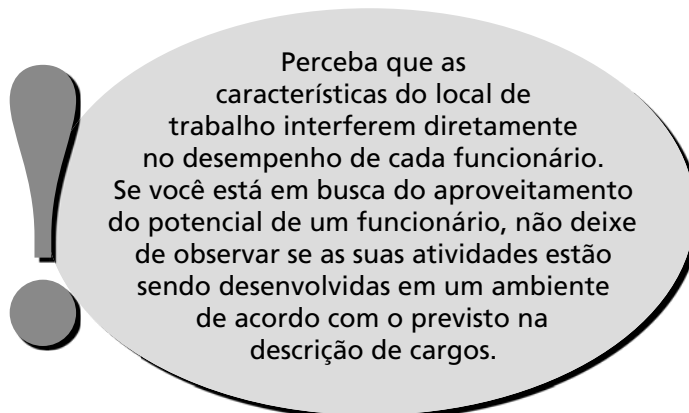 Perceba que as
características do local de
trabalho interferem diretamente
no desempenho de cada funcionário.
Se você está em busca do aproveitamento
do potencial de um funcionário, não deixe
de observar se as suas atividades estão
sendo desenvolvidas em um ambiente
de acordo com o previsto na
descrição de cargos.